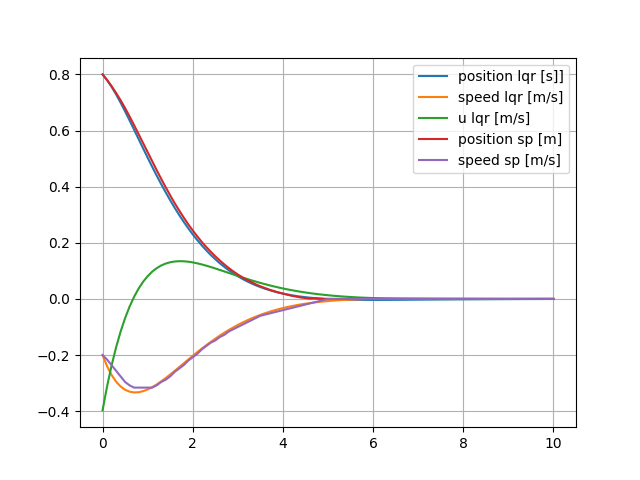 0.8
0.6
0.4
0.2
0.0
−0.2
−0.4
0
2
4
6
8
10
position lqr [s]]
speed lqr [m/s]
u lqr [m/s]
position sp [m]
speed sp [m/s]